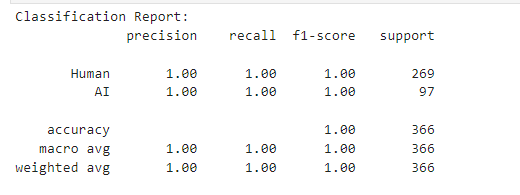 Classification Report:
precision recall f1-score support
Human 1.00 1.00 1.00 269
AI 1.00 1.00 1.00 97
accuracy 1.00 366
macro avg 1.00 1.00 1.00 366
weighted avg 1.00 1.00 1.00 366